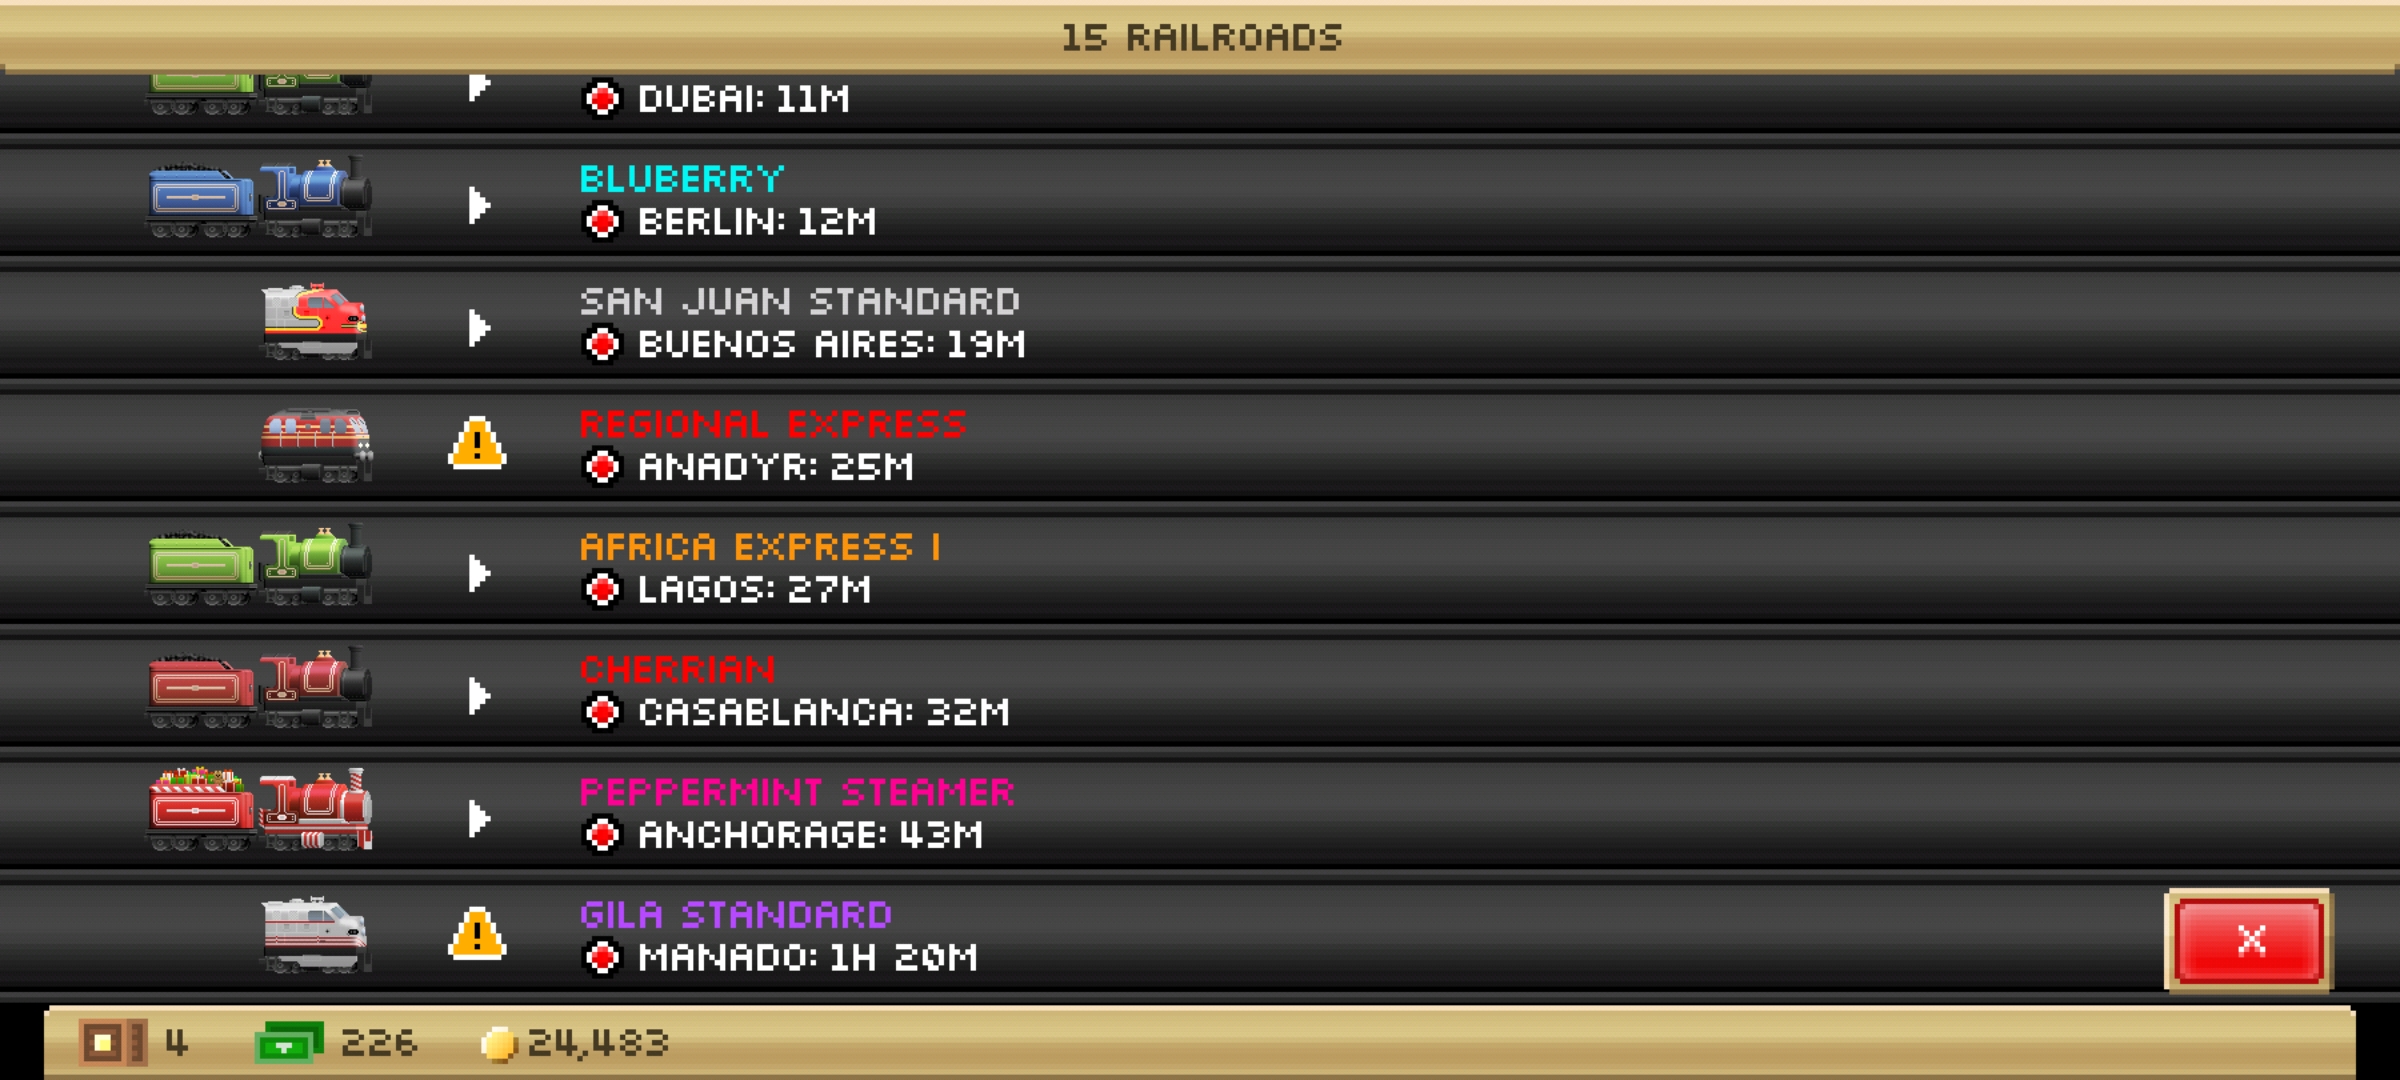 15 RAILROADS
DUBAI: 11M
BLUBERRY
BERLIN: 12M
SAN JUAN STANDARD
BUENOS AIRES: 19M
REGIONAL EXPRESS
ANADYR: 25M
AFRICA EXPRESS I
LAGOS: 27M
CHERRIAN
CASABLANCA: 32M
PEPPERMINT STEAMER
ANCHORAGE: 43M
GILA STANDARD
MANADO: 1H 20M
X
4 226 24,483